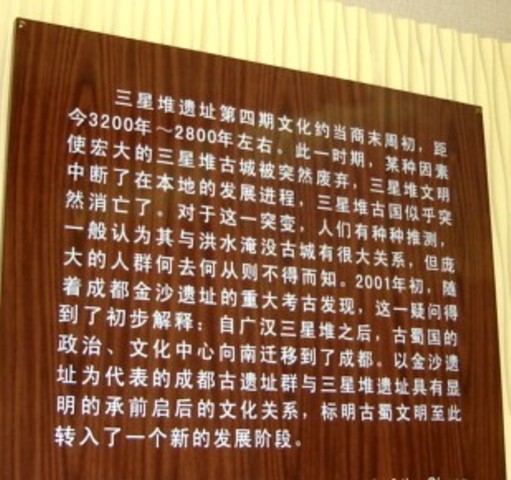 三星堆遗址第四期文化约当商末周初，距
今3200年～2800年左右。此一时期，某种因素
使宏大的三星堆古城被突然废弃，三星堆文明
中断了在本地的发展进程，三星堆古国似乎突
然消亡了。对于这一突变，人们有种种推测，
一般认为其与洪水淹没古城有很大关系，但庞
大的人群何去何从则不得而知。2001年初，随
着成都金沙遗址的重大考古发现，这一疑问得
到了初步解释：自广汉三星堆之后，古蜀国的
政治、文化中心向南迁移到了成都。以金沙遗
址为代表的成都古遗址群与三星堆遗址具有显
明的承前启后的文化关系，标明古蜀文明至此
转入了一个新的发展阶段。